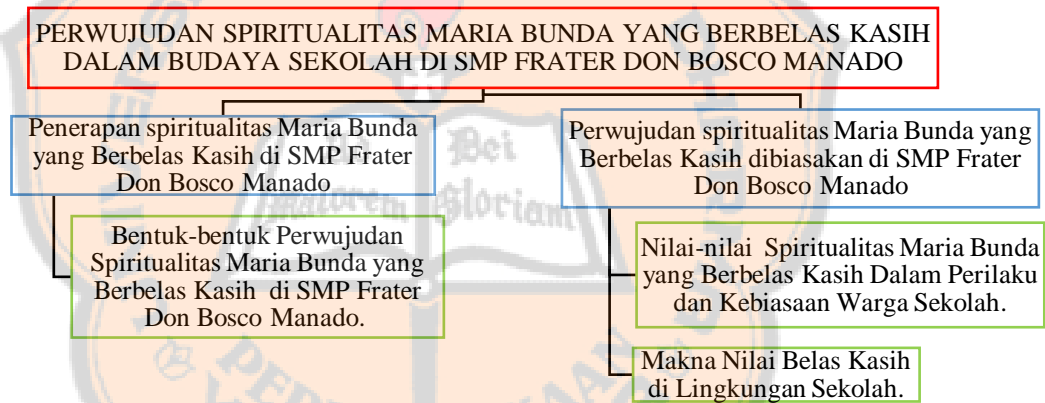 PERWUJUDAN SPIRITUALITAS MARIA BUNDA YANG BERBELAS KASIH
DALAM BUDAYA SEKOLAH DI SMP FRATER DON BOSCO MANADO
Penerapan spiritualitas Maria Bunda
yang Berbelas Kasih di SMP Frater
Don Bosco Manado
Bentuk-bentuk Perwujudan
Spiritualitas Maria Bunda yang
Berbelas Kasih di SMP Frater
Don Bosco Manado.
Perwujudan spiritualitas Maria Bunda yang
Berbelas Kasih dibiasakan di SMP Frater
Don Bosco Manado
Nilai-nilai Spiritualitas Maria Bunda
yang Berbelas Kasih Dalam Perilaku
dan Kebiasaan Warga Sekolah.
Makna Nilai Belas Kasih
di Lingkungan Sekolah.
Dei
Gloriam